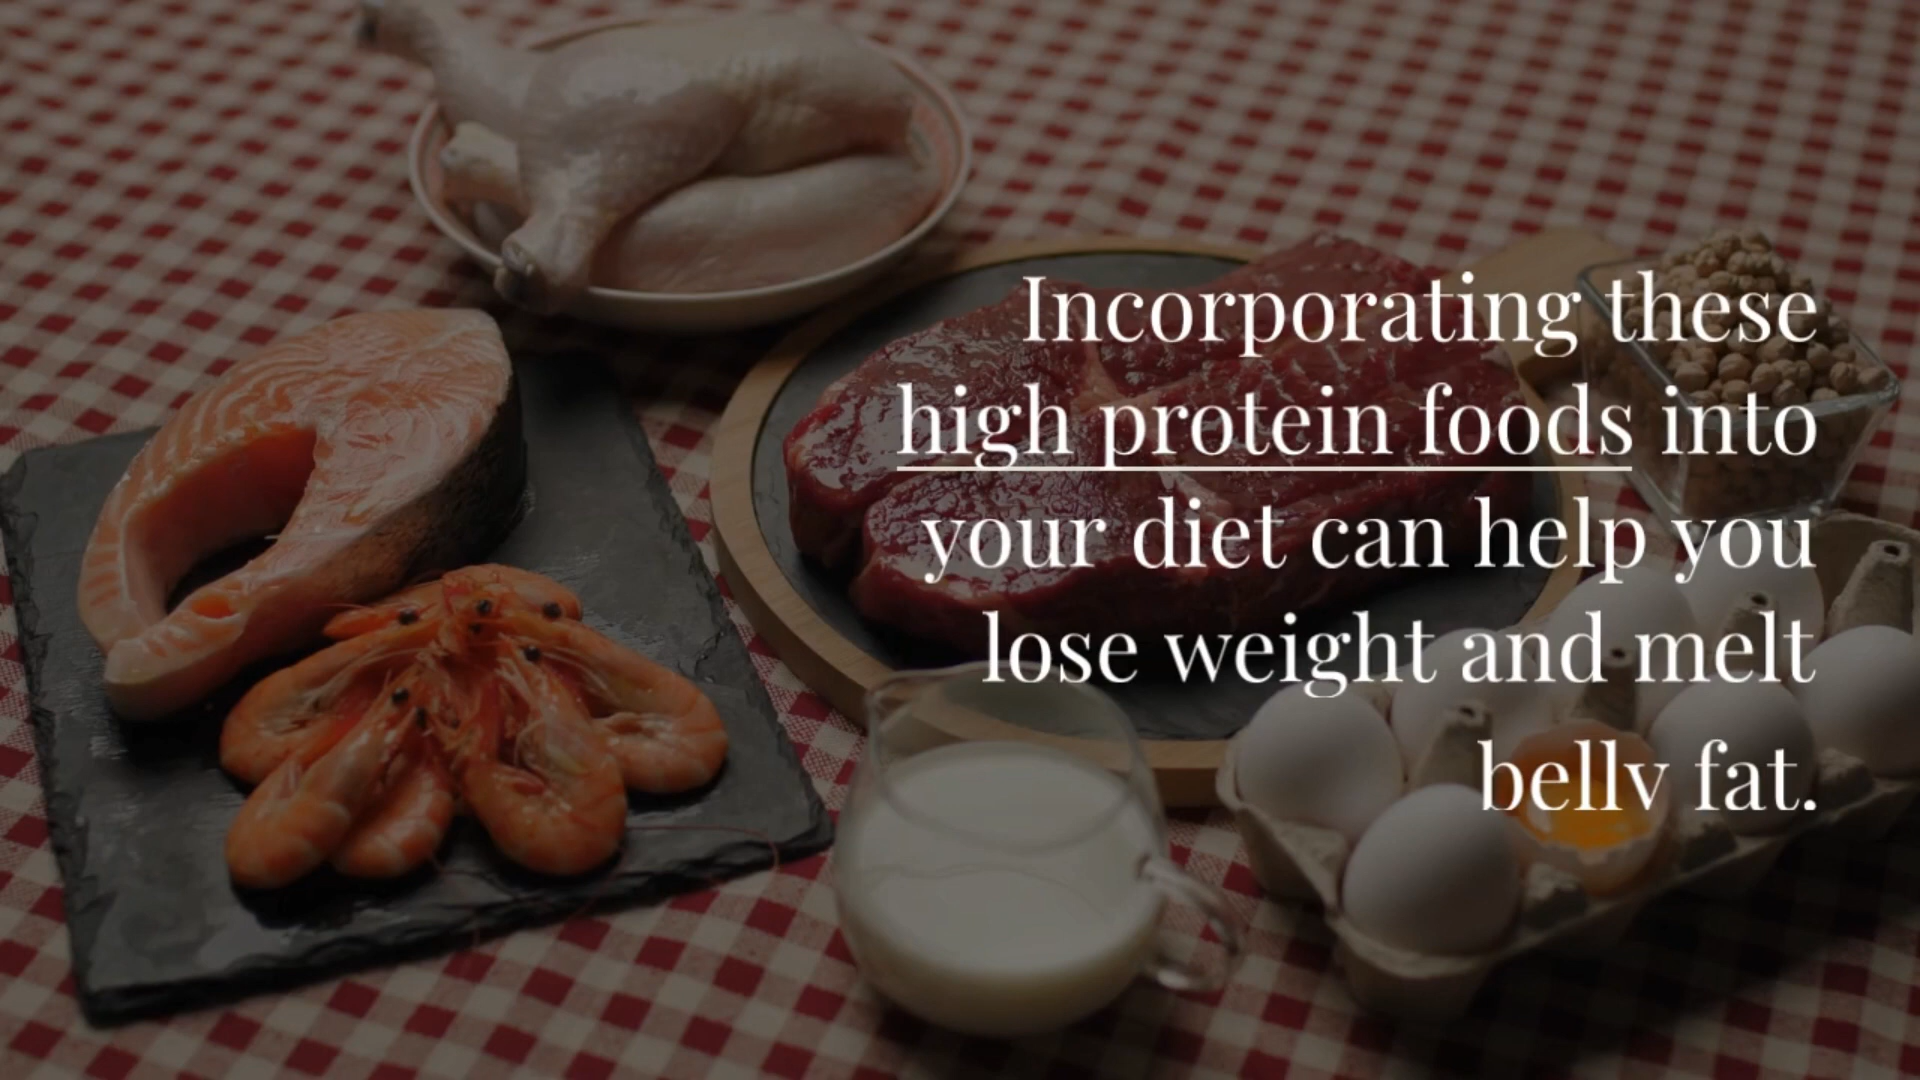 Incorporating these
high protein foods into
your diet can help you
lose weight and melt
belly fat.